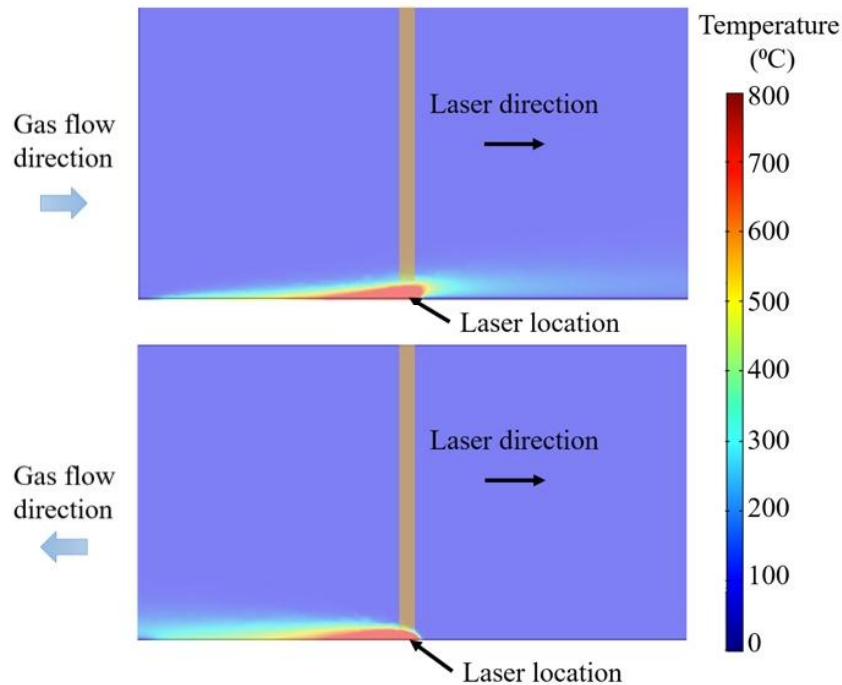 Temperature
(ºC)
800
700
600
500
400
300
200
100
0
Gas flow
direction
Laser direction
Laser location
Gas flow
direction
Laser direction
Laser location